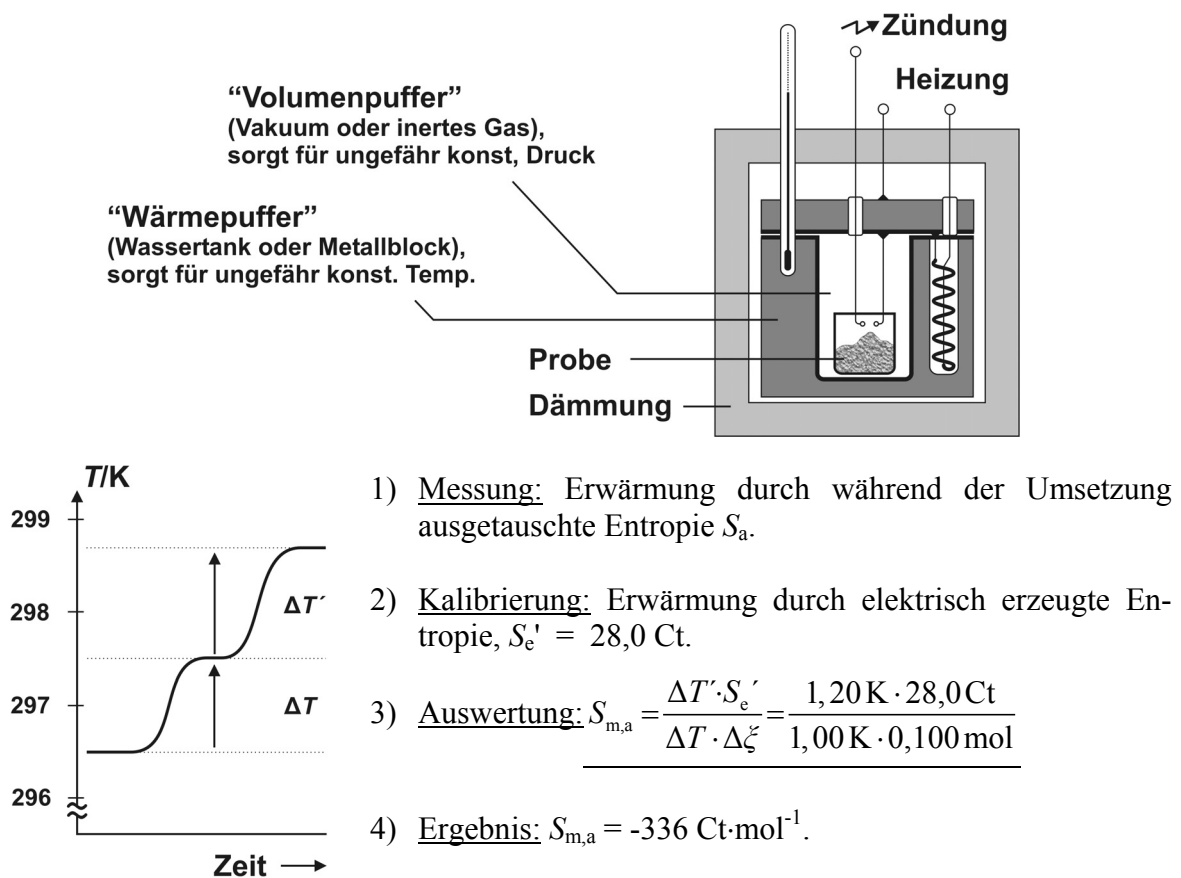 Zündung
Heizung
“Volumenpuffer”
(Vakuum oder inertes Gas),
sorgt für ungefähr konst, Druck
“Wärmepuffer”
(Wassertank oder Metallblock),
sorgt für ungefähr konst. Temp.
Probe
Dämmung
T/K
299
298
297
296
ΔT´
ΔT
Zeit
1) Messung: Erwärmung durch während der Umsetzung
ausgetauschte Entropie Sa.
2) Kalibrierung: Erwärmung durch elektrisch erzeugte En-
tropie, Se' = 28,0 Ct.
3) Auswertung: Sm,a = ΔT´·Se´ / ΔT·Δξ = 1,20 K · 28,0 Ct / 1,00 K · 0,100 mol
4) Ergebnis: Sm,a = -336 Ct·mol-1.